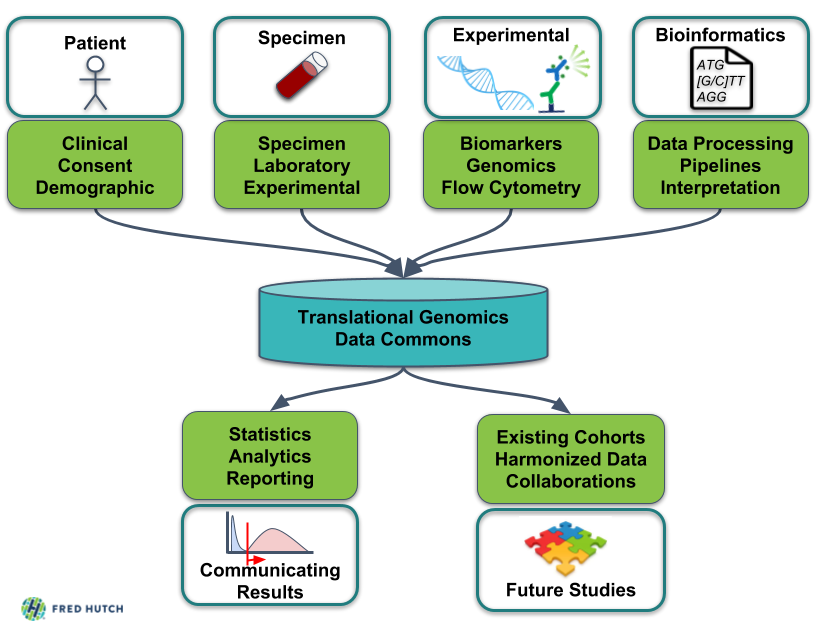 Patient
Specimen
Experimental
Bioinformatics
ATG
[G/C]TT
AGG
Clinical
Consent
Demographic
Specimen
Laboratory
Experimental
Biomarkers
Genomics
Flow Cytometry
Data Processing
Pipelines
Interpretation
Translational Genomics
Data Commons
Statistics
Analytics
Reporting
Existing Cohorts
Harmonized Data
Collaborations
Communicating
Results
Future Studies
FRED HUTCH